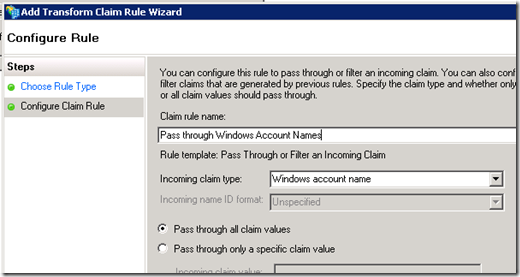 Add Transform Claim Rule Wizard
Configure Rule
Steps
Choose Rule Type
Configure Claim Rule
You can configure this rule to pass through or filter an incoming claim. You can also conf
filter claims that are generated by previous rules. Specify the claim type and whether only
or all claim values should pass through.
Claim rule name:
Pass through Windows Account Names
Rule template: Pass Through or Filter an Incoming Claim
Incoming claim type:
Windows account name
Incoming name ID format:
Unspecified
Pass through all claim values
Pass through only a specific claim value
Incoming claim value: